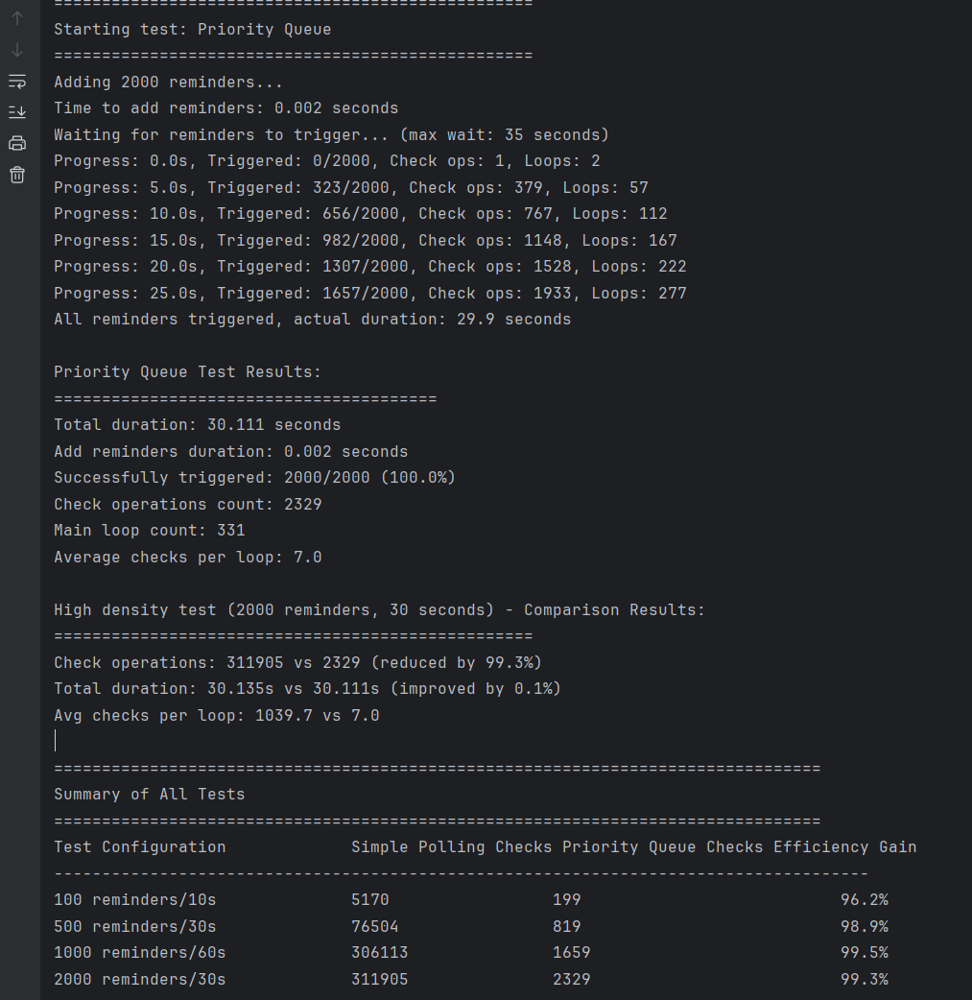 ==================================================
Starting test: Priority Queue
==================================================
Adding 2000 reminders...
Time to add reminders: 0.002 seconds
Waiting for reminders to trigger... (max wait: 35 seconds)
Progress: 0.0s, Triggered: 0/2000, Check ops: 1, Loops: 2
Progress: 5.0s, Triggered: 323/2000, Check ops: 379, Loops: 57
Progress: 10.0s, Triggered: 656/2000, Check ops: 767, Loops: 112
Progress: 15.0s, Triggered: 982/2000, Check ops: 1148, Loops: 167
Progress: 20.0s, Triggered: 1307/2000, Check ops: 1528, Loops: 222
Progress: 25.0s, Triggered: 1657/2000, Check ops: 1933, Loops: 277
All reminders triggered, actual duration: 29.9 seconds

Priority Queue Test Results:
========================================
Total duration: 30.111 seconds
Add reminders duration: 0.002 seconds
Successfully triggered: 2000/2000 (100.0%)
Check operations count: 2329
Main loop count: 331
Average checks per loop: 7.0

High density test (2000 reminders, 30 seconds) - Comparison Results:
==================================================
Check operations: 311905 vs 2329 (reduced by 99.3%)
Total duration: 30.135s vs 30.111s (improved by 0.1%)
Avg checks per loop: 1039.7 vs 7.0

================================================================================
Summary of All Tests
================================================================================
Test Configuration             Simple Polling Checks Priority Queue Checks Efficiency Gain
-------------------------------------------------------------------------------------
100 reminders/10s              5170                 199                           96.2%
500 reminders/30s              76504                819                           98.9%
1000 reminders/60s             306113               1659                          99.5%
2000 reminders/30s             311905               2329                          99.3%